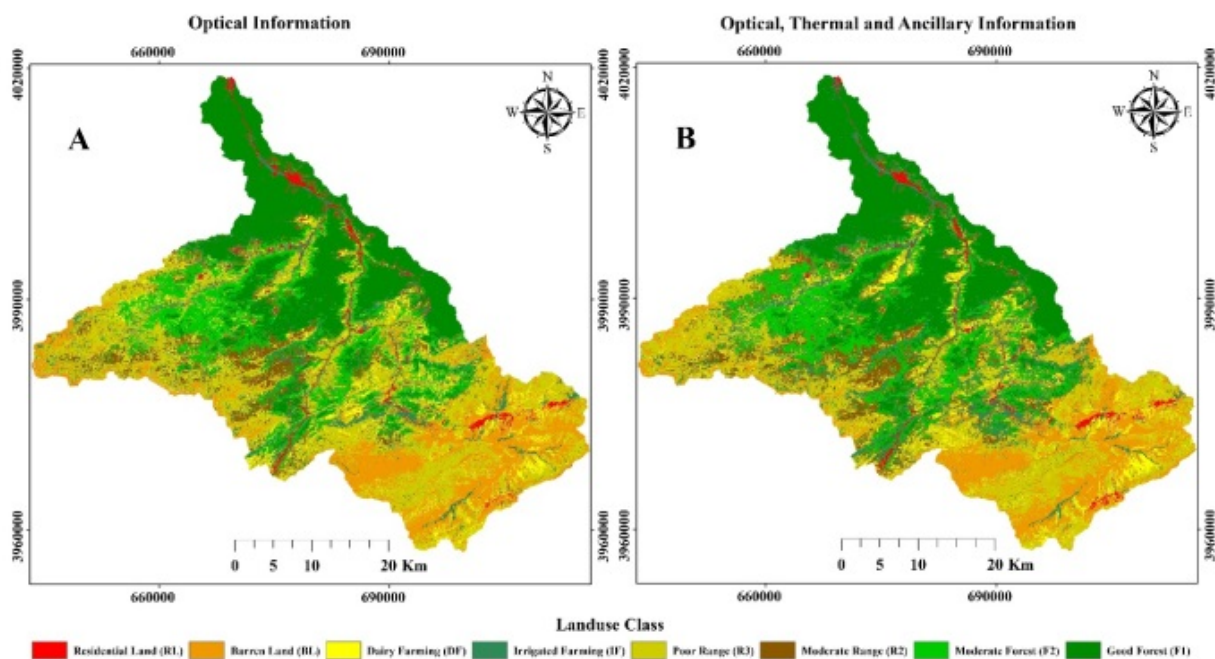 Optical Information
Optical, Thermal and Ancillary Information
660000 690000
660000 690000
4020000
4020000
4020000
A
N
W E
S
B
N
W E
S
3990000
3990000
3990000
3960000
3960000
3960000
0 5 10 20 Km
0 5 10 20 Km
660000 690000
660000 690000
Landuse Class
Residential Land (RL) Barren Land (BL) Dairy Farming (DF) Irrigated Farming (IF) Poor Range (R3) Moderate Range (R2) Moderate Forest (F2) Good Forest (F1)